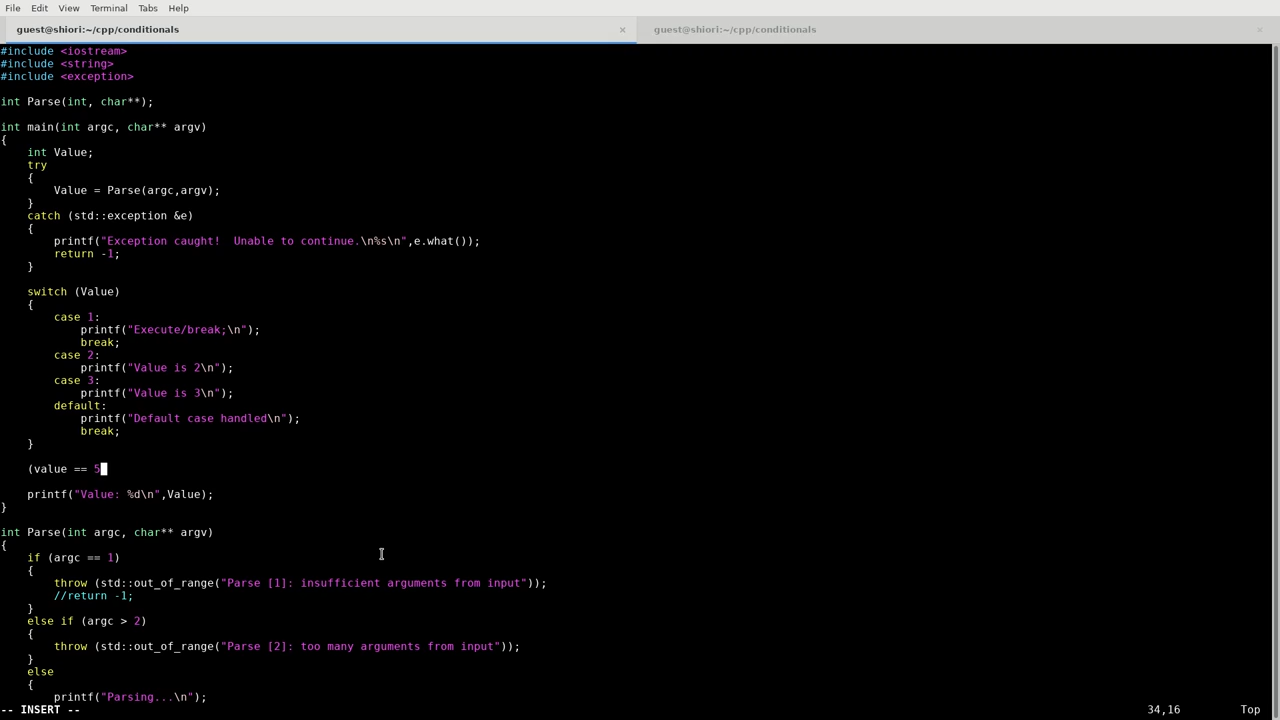 File Edit View Terminal Tabs Help
guest@shiori:~/cpp/conditionals × guest@shiori:~/cpp/conditionals ×
#include <iostream>
#include <string>
#include <exception>

int Parse(int, char**);

int main(int argc, char** argv)
{
    int Value;
    try
    {
        Value = Parse(argc,argv);
    }
    catch (std::exception &e)
    {
        printf("Exception caught!  Unable to continue.\n%s\n",e.what());
        return -1;
    }

    switch (Value)
    {
        case 1:
            printf("Execute/break;\n");
            break;
        case 2:
            printf("Value is 2\n");
        case 3:
            printf("Value is 3\n");
        default:
            printf("Default case handled\n");
            break;
    }

    (value == 5

    printf("Value: %d\n",Value);
}

int Parse(int argc, char** argv)
{
    if (argc == 1)
    {
        throw (std::out_of_range("Parse [1]: insufficient arguments from input"));
        //return -1;
    }
    else if (argc > 2)
    {
        throw (std::out_of_range("Parse [2]: too many arguments from input"));
    }
    else
    {
        printf("Parsing...\n");
-- INSERT -- 34,16 Top